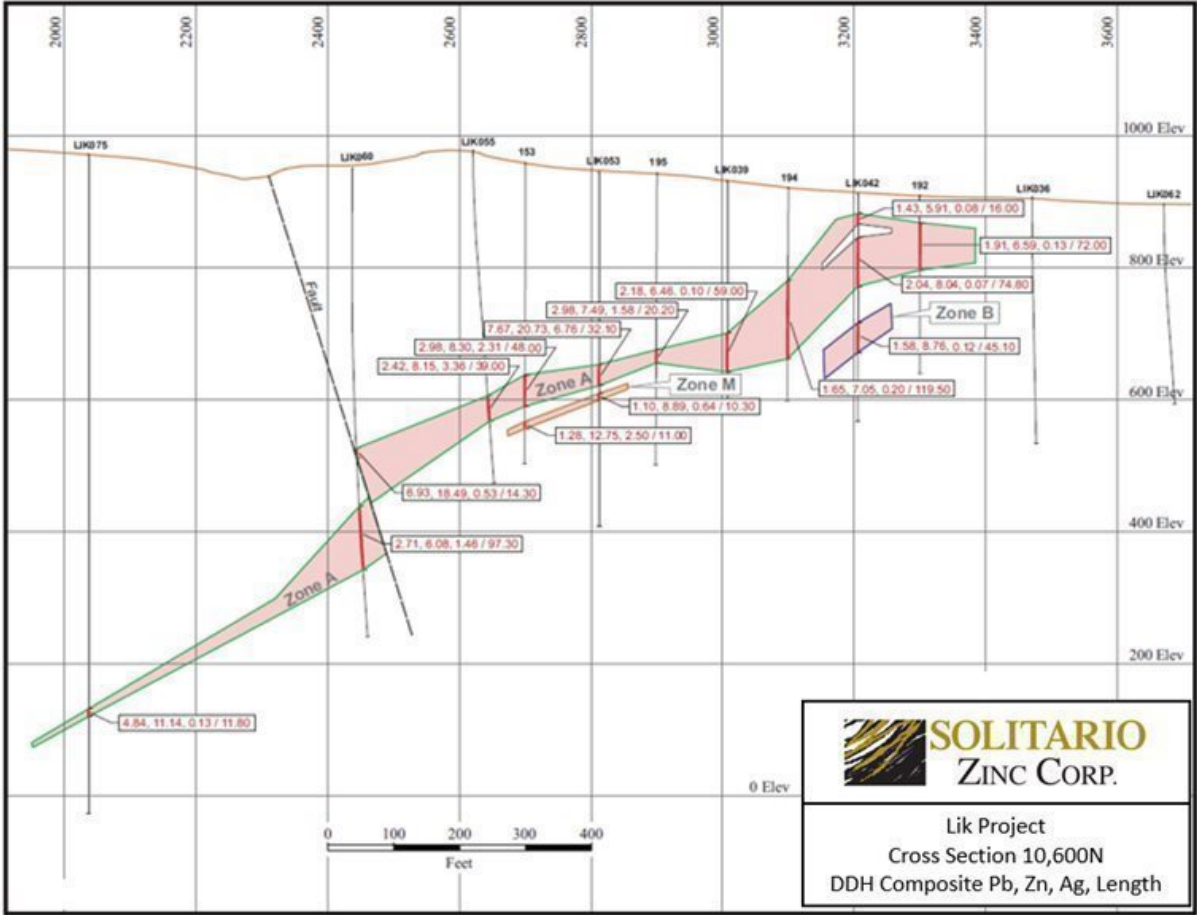 2000
2200
2400
2600
2800
3000
3200
3400
3600
1000 Elev
LIK075
LIK060
LIK055
153
LIK053
195
LIK039
194
LIK042
192
LIK036
LIK062
1.43, 5.91, 0.08 / 16.00
1.91, 6.59, 0.13 / 72.00
800 Elev
2.04, 8.04, 0.07 / 74.80
2.18, 6.46, 0.10 / 59.00
Fault
2.98, 7.49, 1.58 / 20.20
Zone B
7.67, 20.73, 6.76 / 32.10
2.98, 8.30, 2.31 / 48.00
1.58, 8.76, 0.12 / 45.10
2.42, 8.15, 3.36 / 39.00
Zone A
Zone M
1.65, 7.05, 0.20 / 119.50
600 Elev
1.10, 8.89, 0.64 / 10.30
1.28, 12.75, 2.50 / 11.00
6.93, 18.49, 0.53 / 14.30
400 Elev
2.71, 6.08, 1.46 / 97.30
Zone A
200 Elev
4.84, 11.14, 0.13 / 11.80
0 Elev
0 100 200 300 400
Feet
SOLITARIO
ZINC CORP.
Lik Project
Cross Section 10,600N
DDH Composite Pb, Zn, Ag, Length